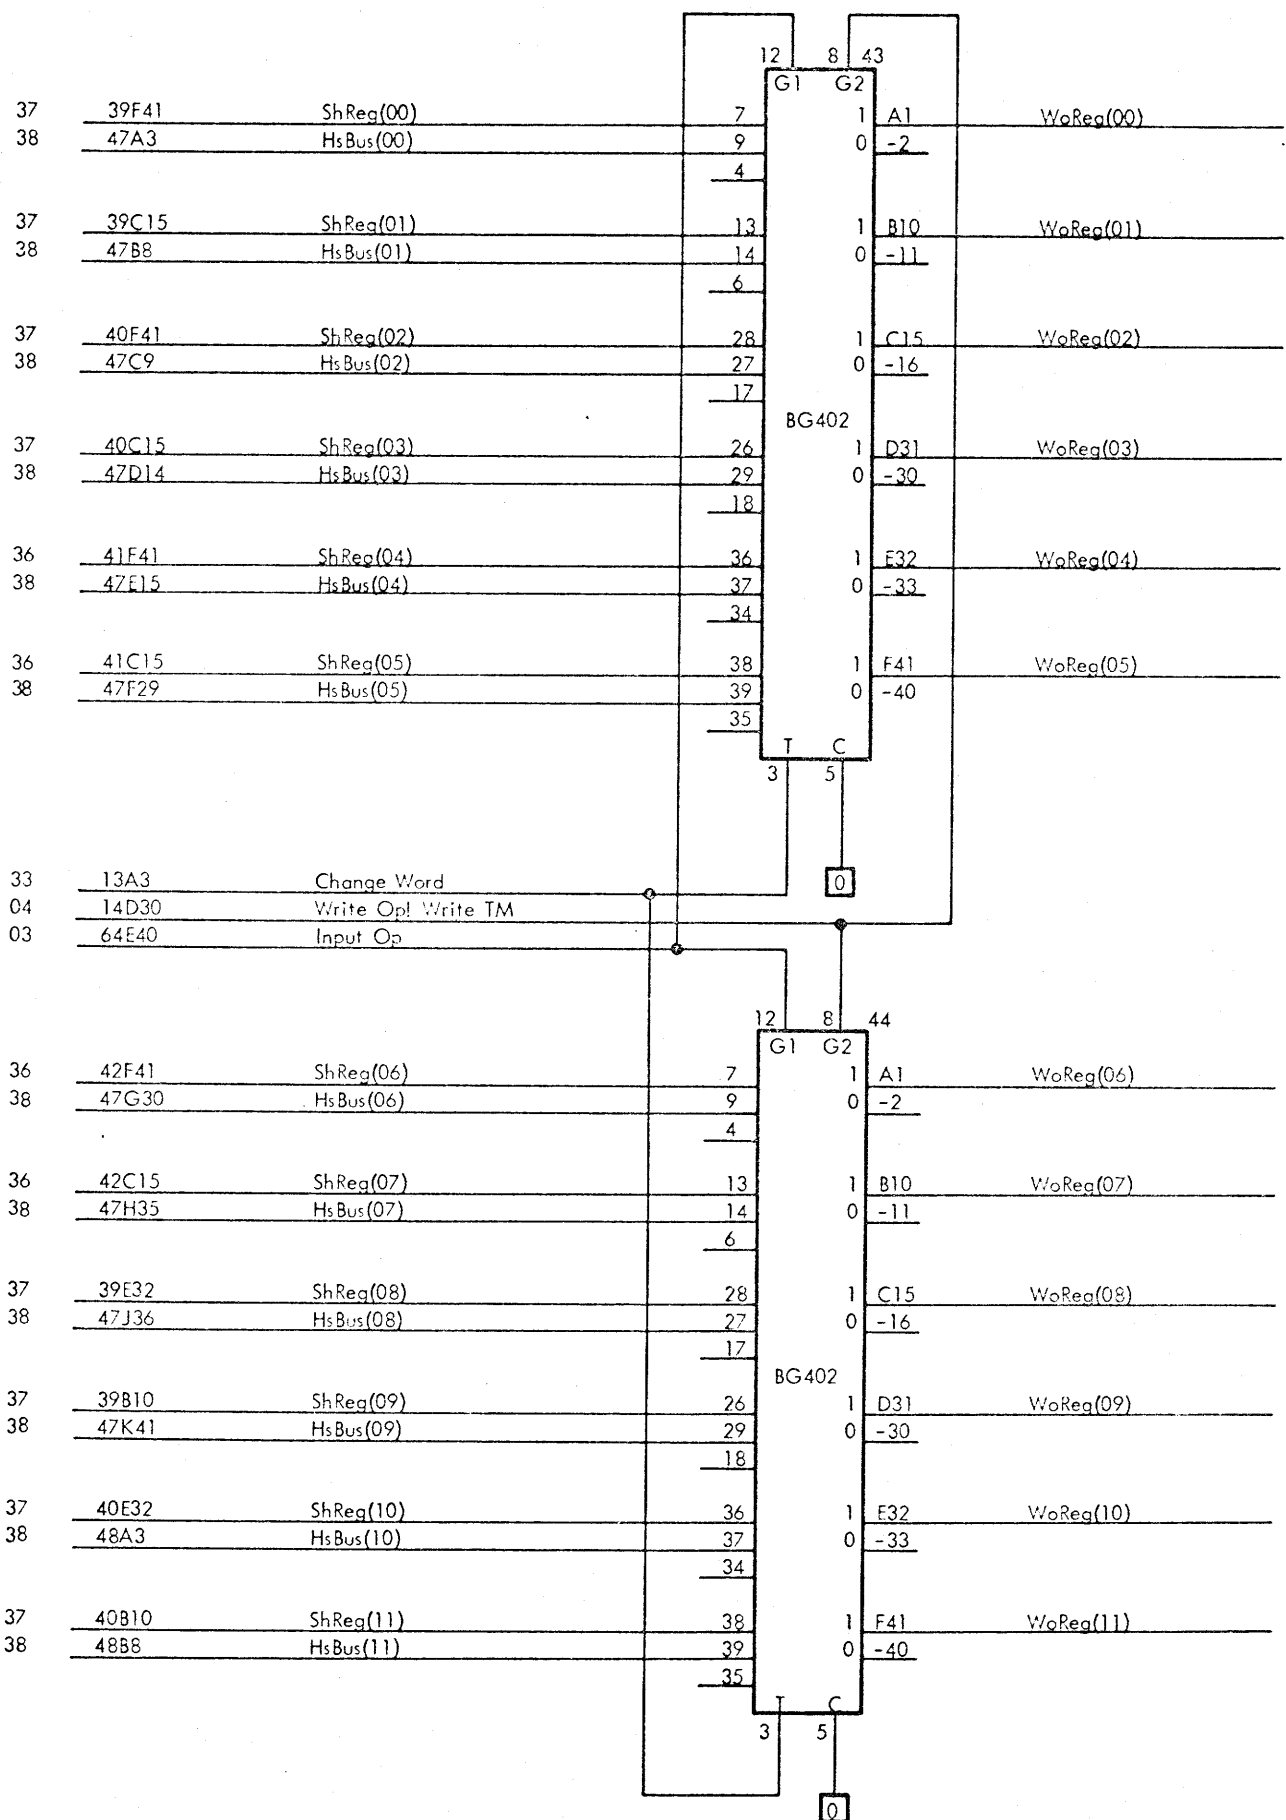 12 8 43
G1 G2
37 39F41 ShReg(00) 7 1 A1 WoReg(00)
38 47A3 HsBus(00) 9 0 -2
4
37 39C15 ShReg(01) 13 1 B10 WoReg(01)
38 47B8 HsBus(01) 14 0 -11
6
37 40F41 ShReg(02) 28 1 C15 WoReg(02)
38 47C9 HsBus(02) 27 0 -16
17
BG402
37 40C15 ShReg(03) 26 1 D31 WoReg(03)
38 47D14 HsBus(03) 29 0 -30
18
36 41F41 ShReg(04) 36 1 E32 WoReg(04)
38 47E15 HsBus(04) 37 0 -33
34
36 41C15 ShReg(05) 38 1 F41 WoReg(05)
38 47F29 HsBus(05) 39 0 -40
35
T C
3 5
33 13A3 Change Word 0
04 14D30 Write Op! Write TM
03 64E40 Input Op
12 8 44
G1 G2
36 42F41 ShReg(06) 7 1 A1 WoReg(06)
38 47G30 HsBus(06) 9 0 -2
4
36 42C15 ShReg(07) 13 1 B10 WoReg(07)
38 47H35 HsBus(07) 14 0 -11
6
37 39E32 ShReg(08) 28 1 C15 WoReg(08)
38 47J36 HsBus(08) 27 0 -16
17
BG402
37 39B10 ShReg(09) 26 1 D31 WoReg(09)
38 47K41 HsBus(09) 29 0 -30
18
37 40E32 ShReg(10) 36 1 E32 WoReg(10)
38 48A3 HsBus(10) 37 0 -33
34
37 40B10 ShReg(11) 38 1 F41 WoReg(11)
38 48B8 HsBus(11) 39 0 -40
35
T C
3 5
0